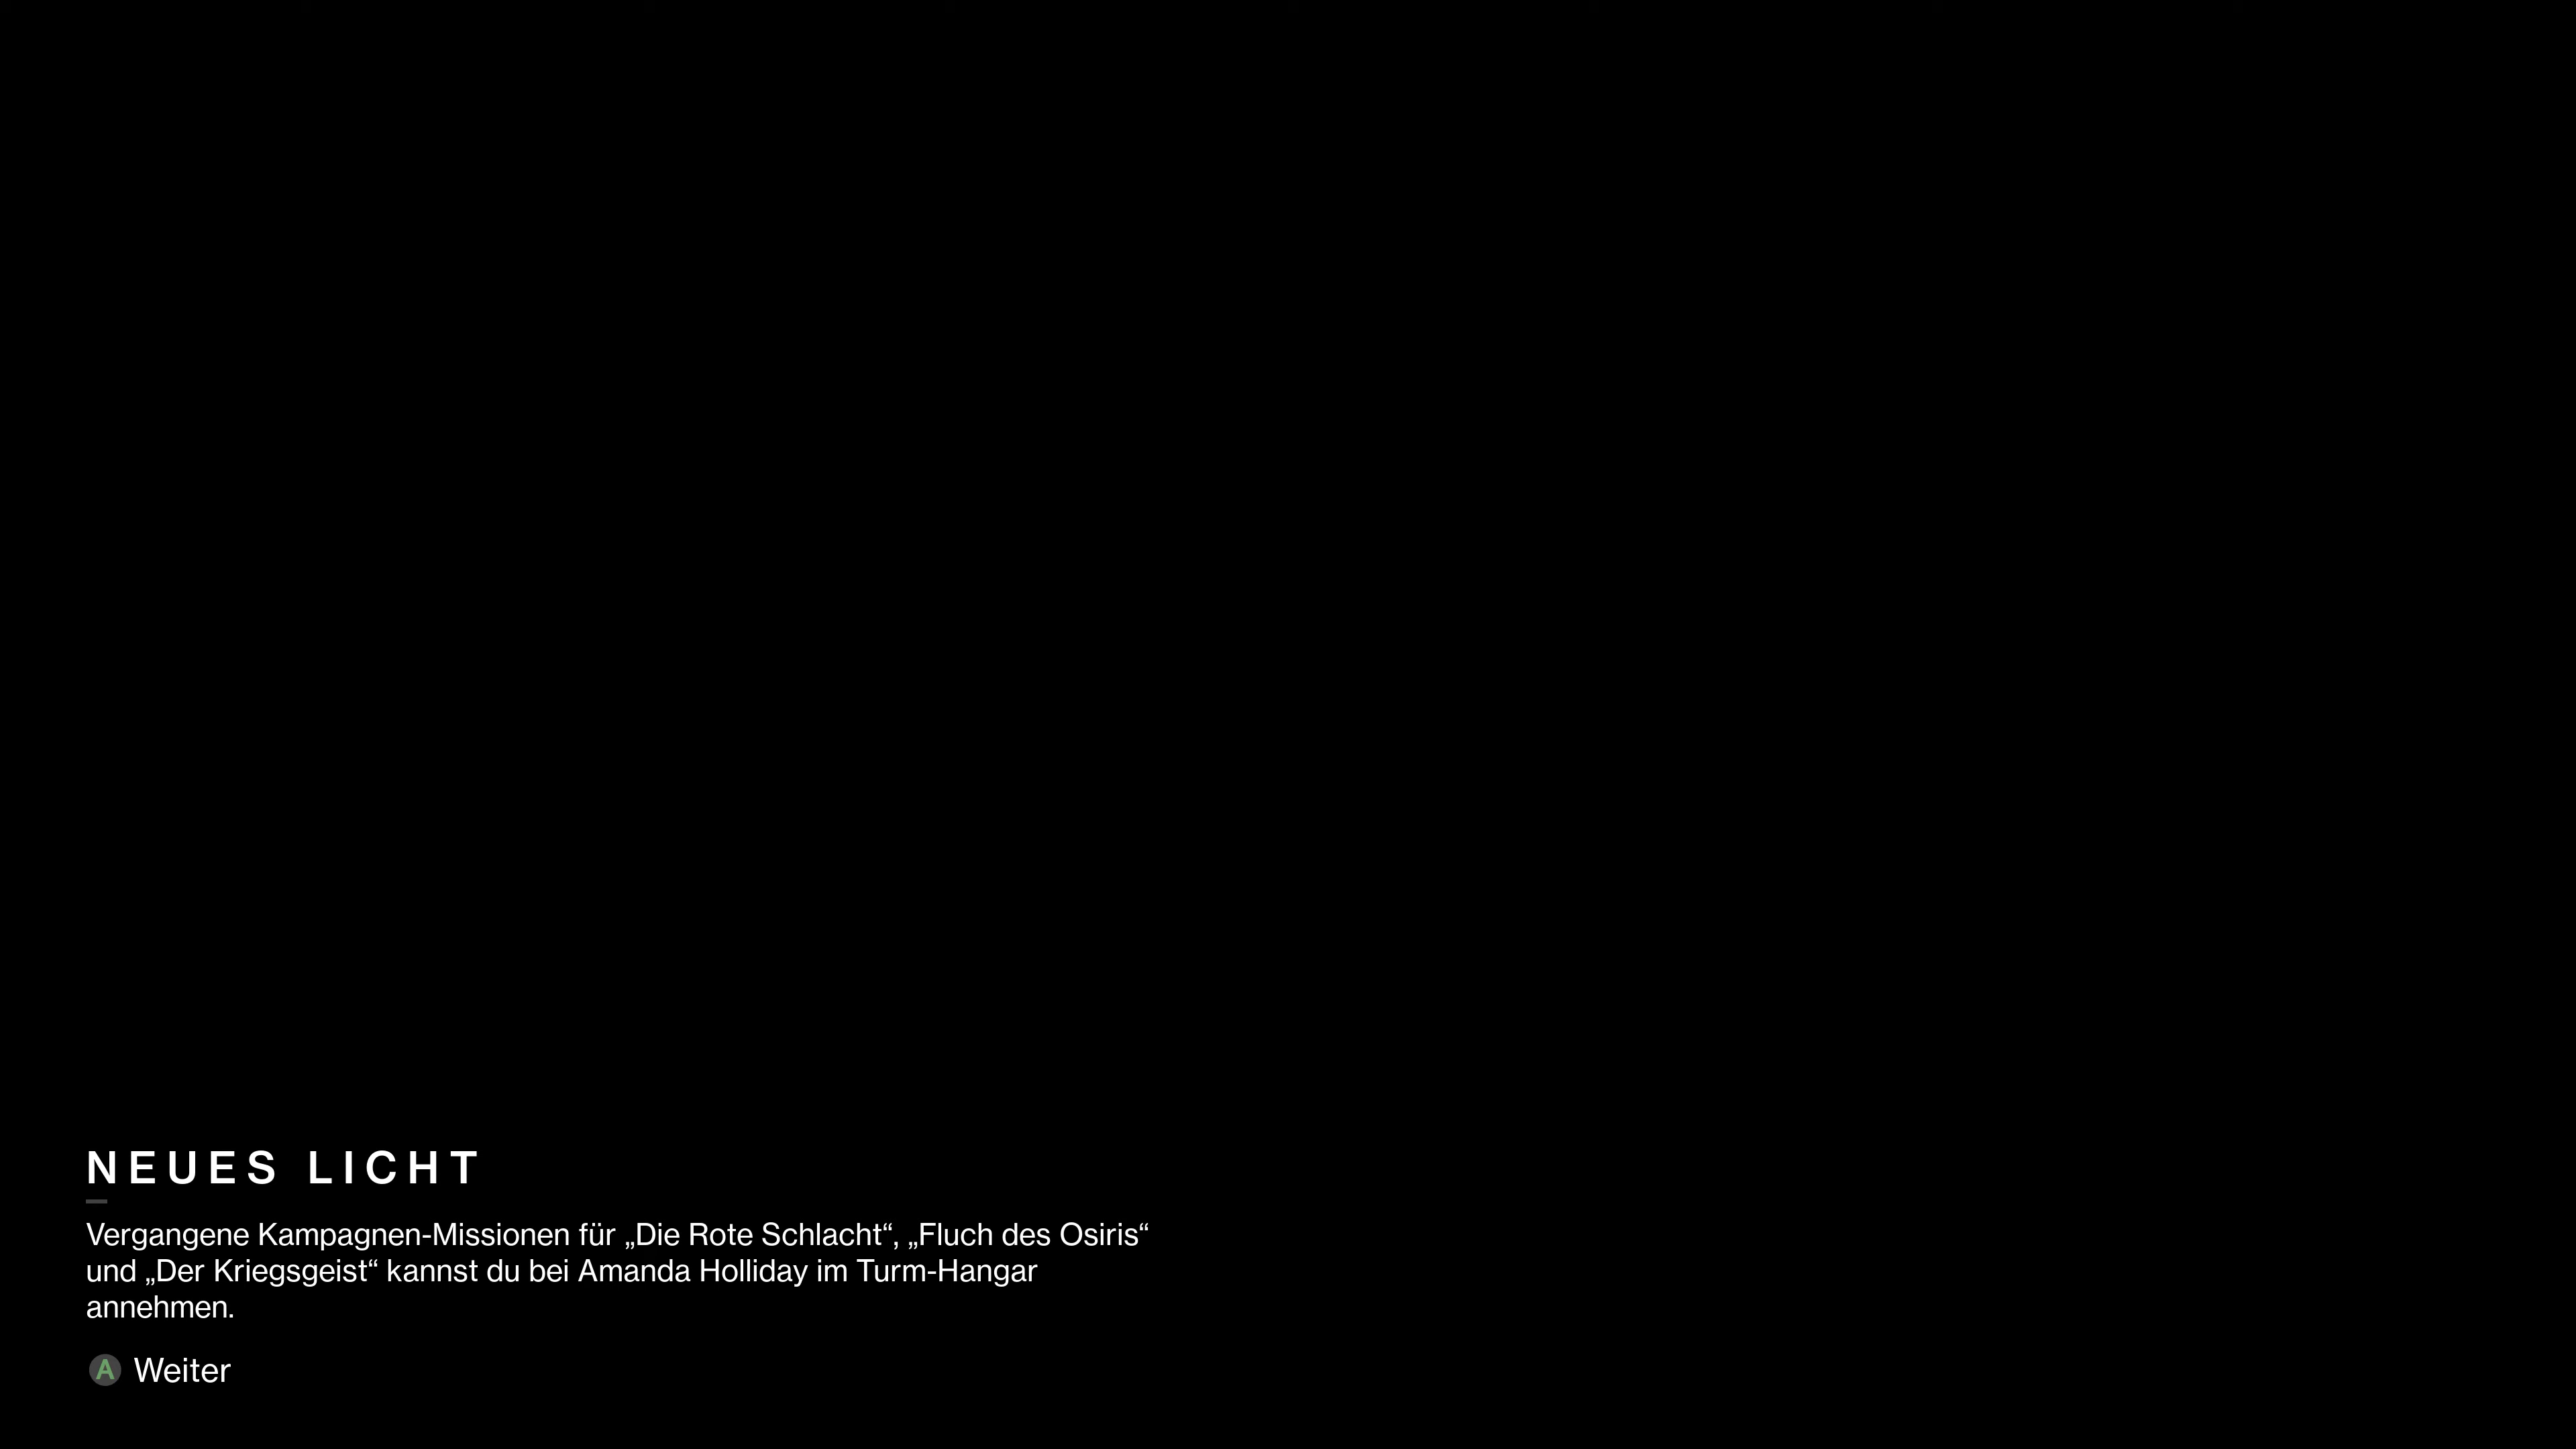 NEUES LICHT
Vergangene Kampagnen-Missionen für „Die Rote Schlacht“, „Fluch des Osiris“
und „Der Kriegsgeist“ kannst du bei Amanda Holliday im Turm-Hangar
annehmen.
A Weiter